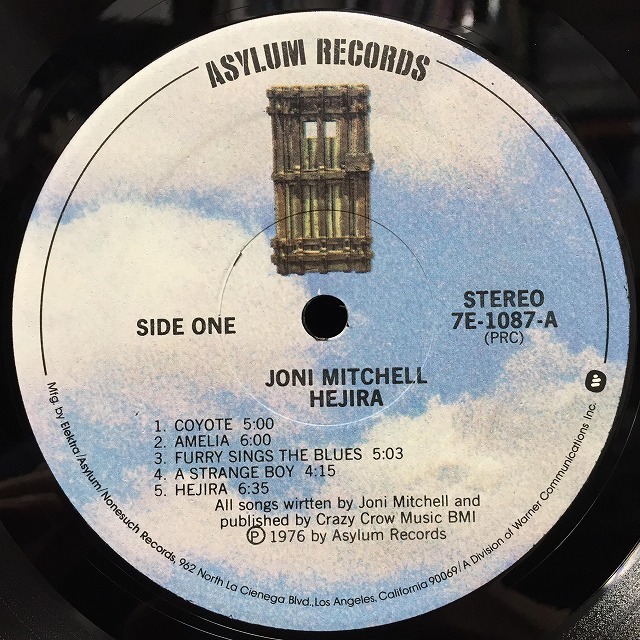 ASYLUM RECORDS
SIDE ONE
STEREO
7E-1087-A
(PRC)
JONI MITCHELL
HEJIRA
1. COYOTE 5:00
2. AMELIA 6:00
3. FURRY SINGS THE BLUES 5:03
4. A STRANGE BOY 4:15
5. HEJIRA 6:35
All songs wirtten by Joni Mitchell and
published by Crazy Crow Music BMI
Ⓟ 1976 by Asylum Records
Mfg. by Elektra/Asylum/Nonesuch Records, 962 North La Cienega Blvd., Los Angeles, California 90069/A Division of Warner Communications Inc.